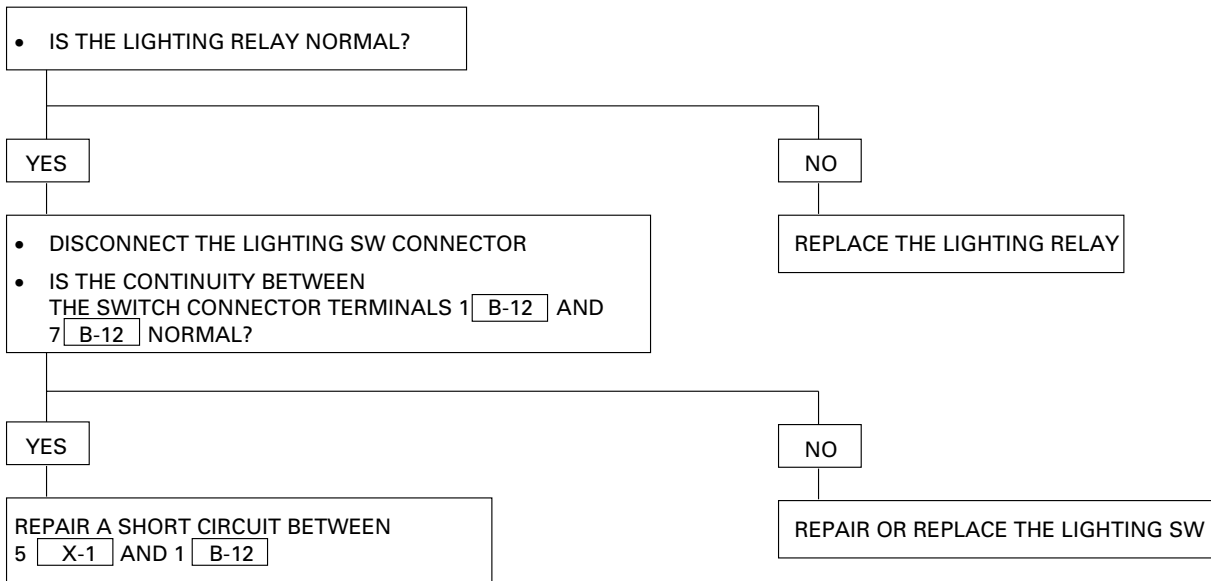 • IS THE LIGHTING RELAY NORMAL?
YES
NO
• DISCONNECT THE LIGHTING SW CONNECTOR
• IS THE CONTINUITY BETWEEN
THE SWITCH CONNECTOR TERMINALS 1 B-12 AND
7 B-12 NORMAL?
REPLACE THE LIGHTING RELAY
YES
NO
REPAIR A SHORT CIRCUIT BETWEEN
5 X-1 AND 1 B-12
REPAIR OR REPLACE THE LIGHTING SW